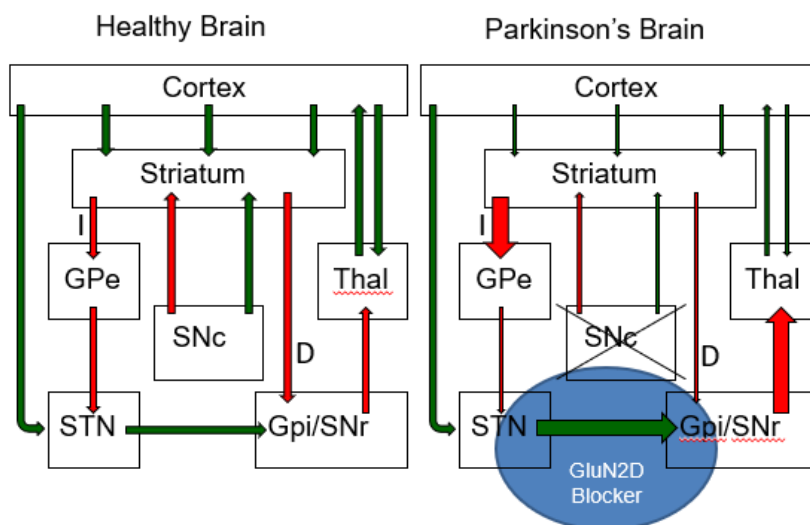 Healthy Brain
Cortex
Striatum
I
GPe
SNc
Thal
D
STN
Gpi/SNr
Parkinson's Brain
Cortex
Striatum
I
GPe
SNc
Thal
D
STN
Gpi/SNr
GluN2D
Blocker